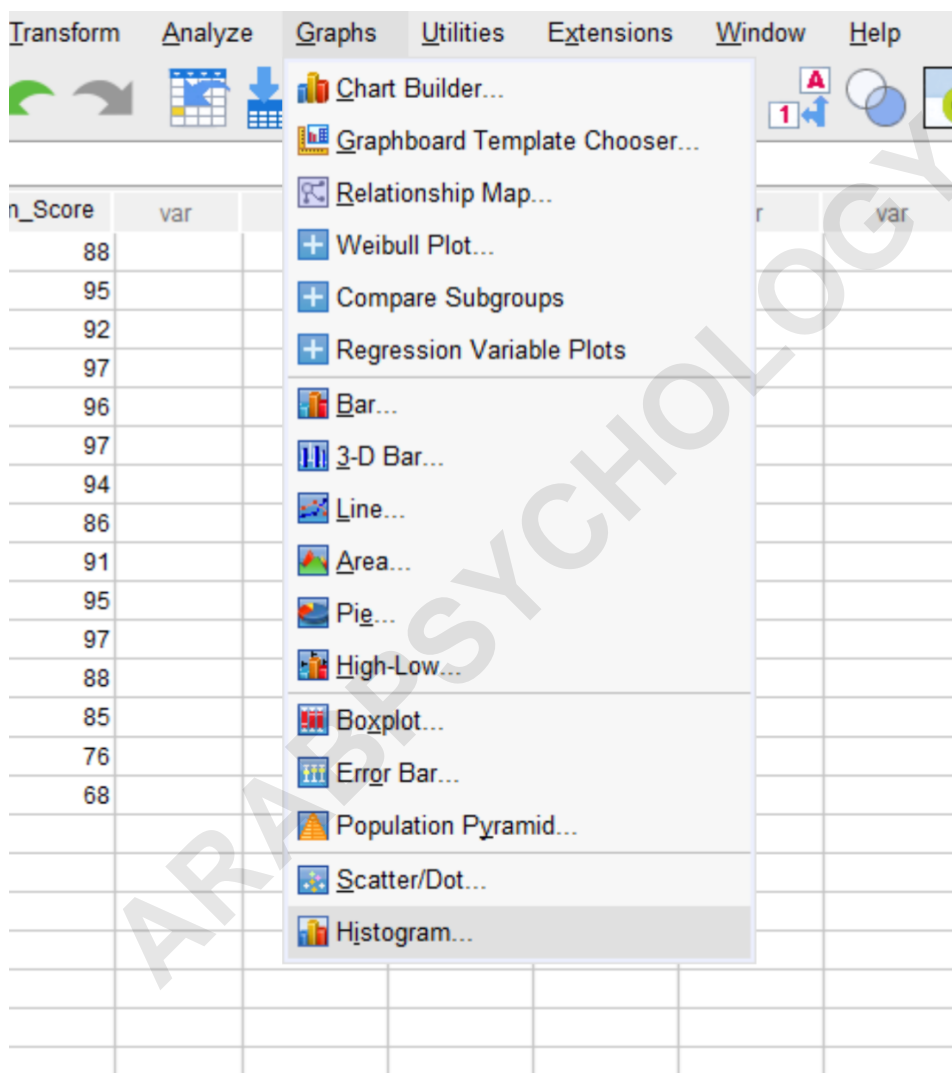 Transform Analyze Graphs Utilities Extensions Window Help
Chart Builder...
A
1
Graphboard Template Chooser...
Relationship Map...
n_Score var r var
Weibull Plot...
88
95
Compare Subgroups
92
Regression Variable Plots
97
Bar...
96
97
3-D Bar...
94
Line...
86
91
Area...
95
Pie...
97
High-Low...
88
85
Boxplot...
76
Error Bar...
68
Population Pyramid...
Scatter/Dot...
Histogram...
ARABPSYCHOLOGY